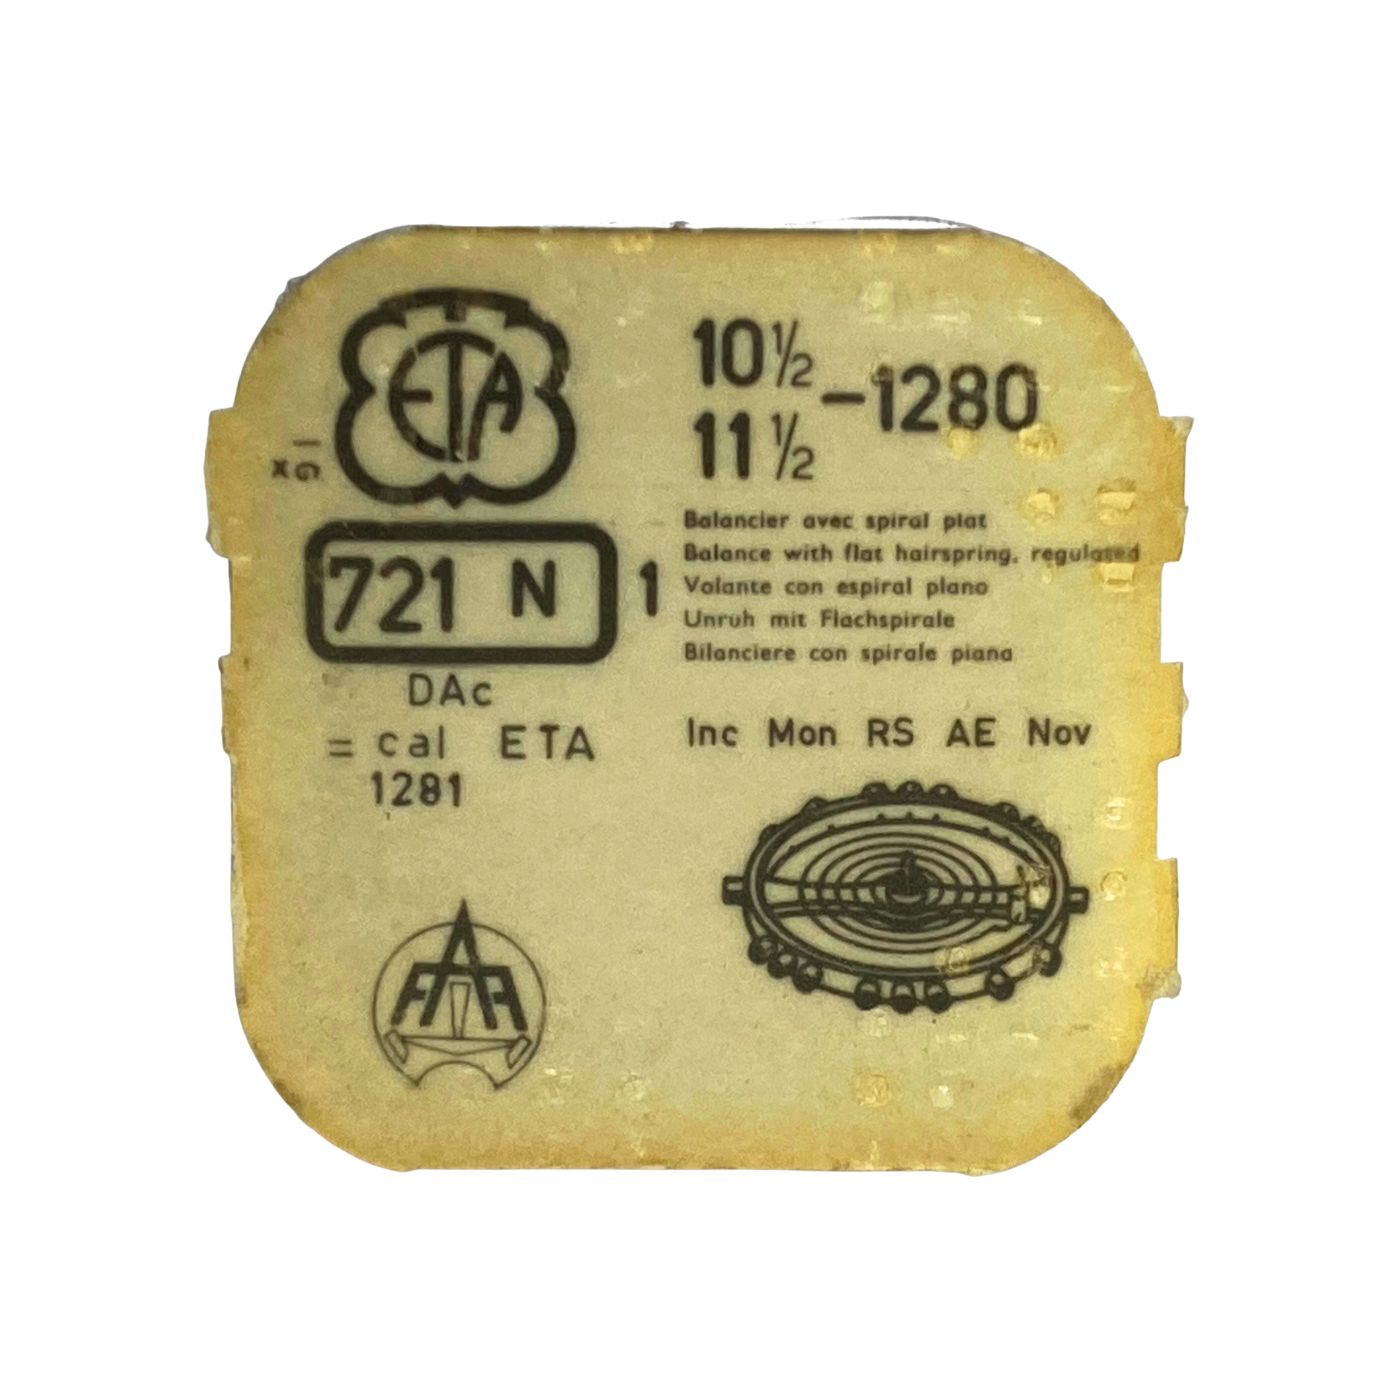 ETA
10½
11½
-1280
721 N 1
Balancier avec spiral plat
Balance with flat hairspring, regulated
Volante con espiral plano
Unruh mit Flachspirale
Bilanciere con spirale piana
DAc
= cal ETA
1281
Inc Mon RS AE Nov